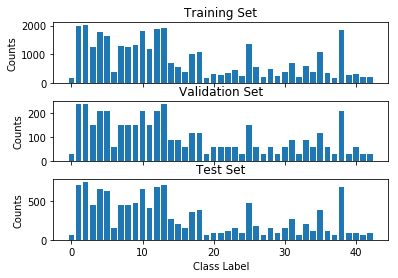 Training Set
2000
1000
0
Counts
Validation Set
200
100
0
Counts
Test Set
500
0
Counts
0 10 20 30 40
Class Label